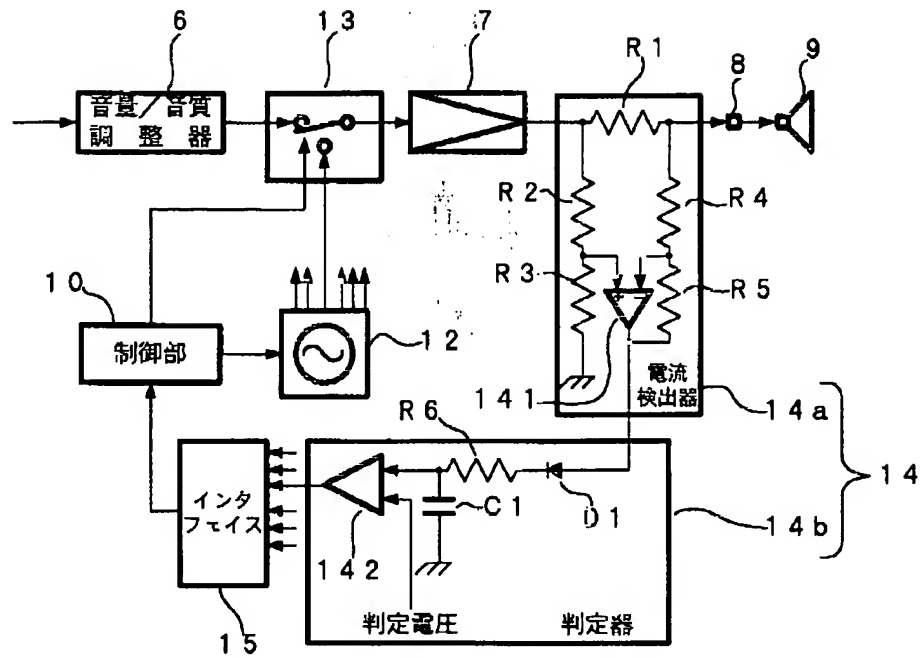 6
13
7
R1
8
9
音量/音質
調整器
R2
R4
R3
R5
+ −
10
制御部
12
141
電流
検出器
14a
R6
14
インタ
フェイス
C1
D1
14b
142
15
判定電圧
判定器